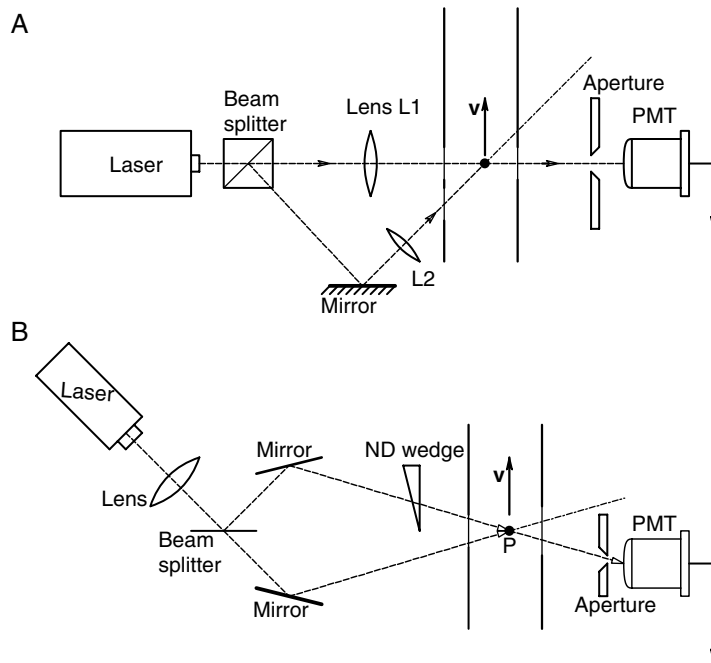 A
Beam
splitter
Lens L1
v
Aperture
PMT
Laser
L2
Mirror
B
Laser
Mirror
ND wedge
v
Lens
PMT
Beam
splitter
P
Mirror
Aperture